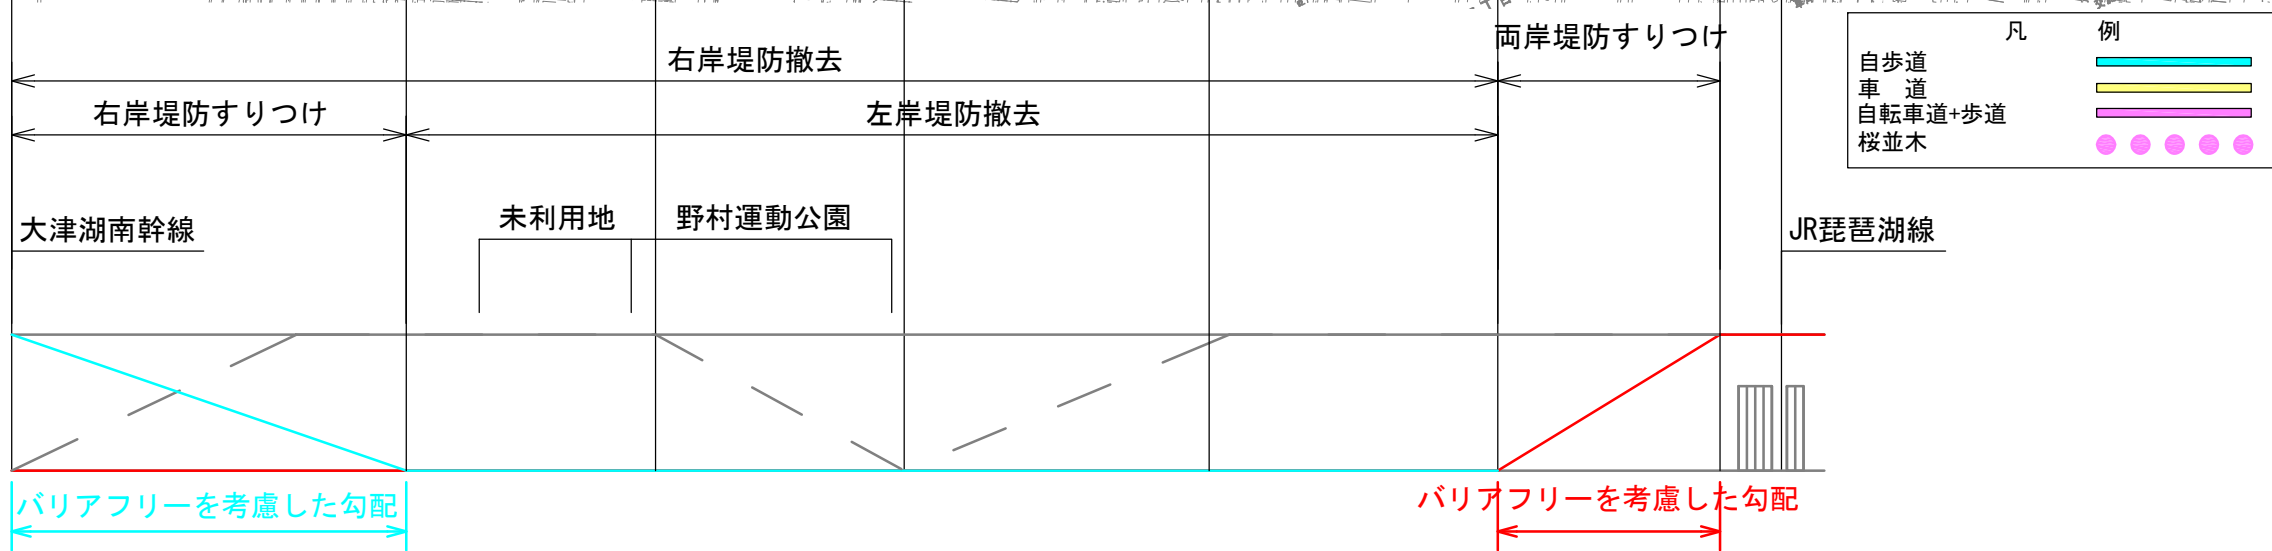 両岸堤防すりつけ
右岸堤防撤去
右岸堤防すりつけ
左岸堤防撤去
大津湖南幹線
未利用地
野村運動公園
JR琵琶湖線
凡 例
自歩道
車 道
自転車道+歩道
桜並木
バリアフリーを考慮した勾配
バリアフリーを考慮した勾配